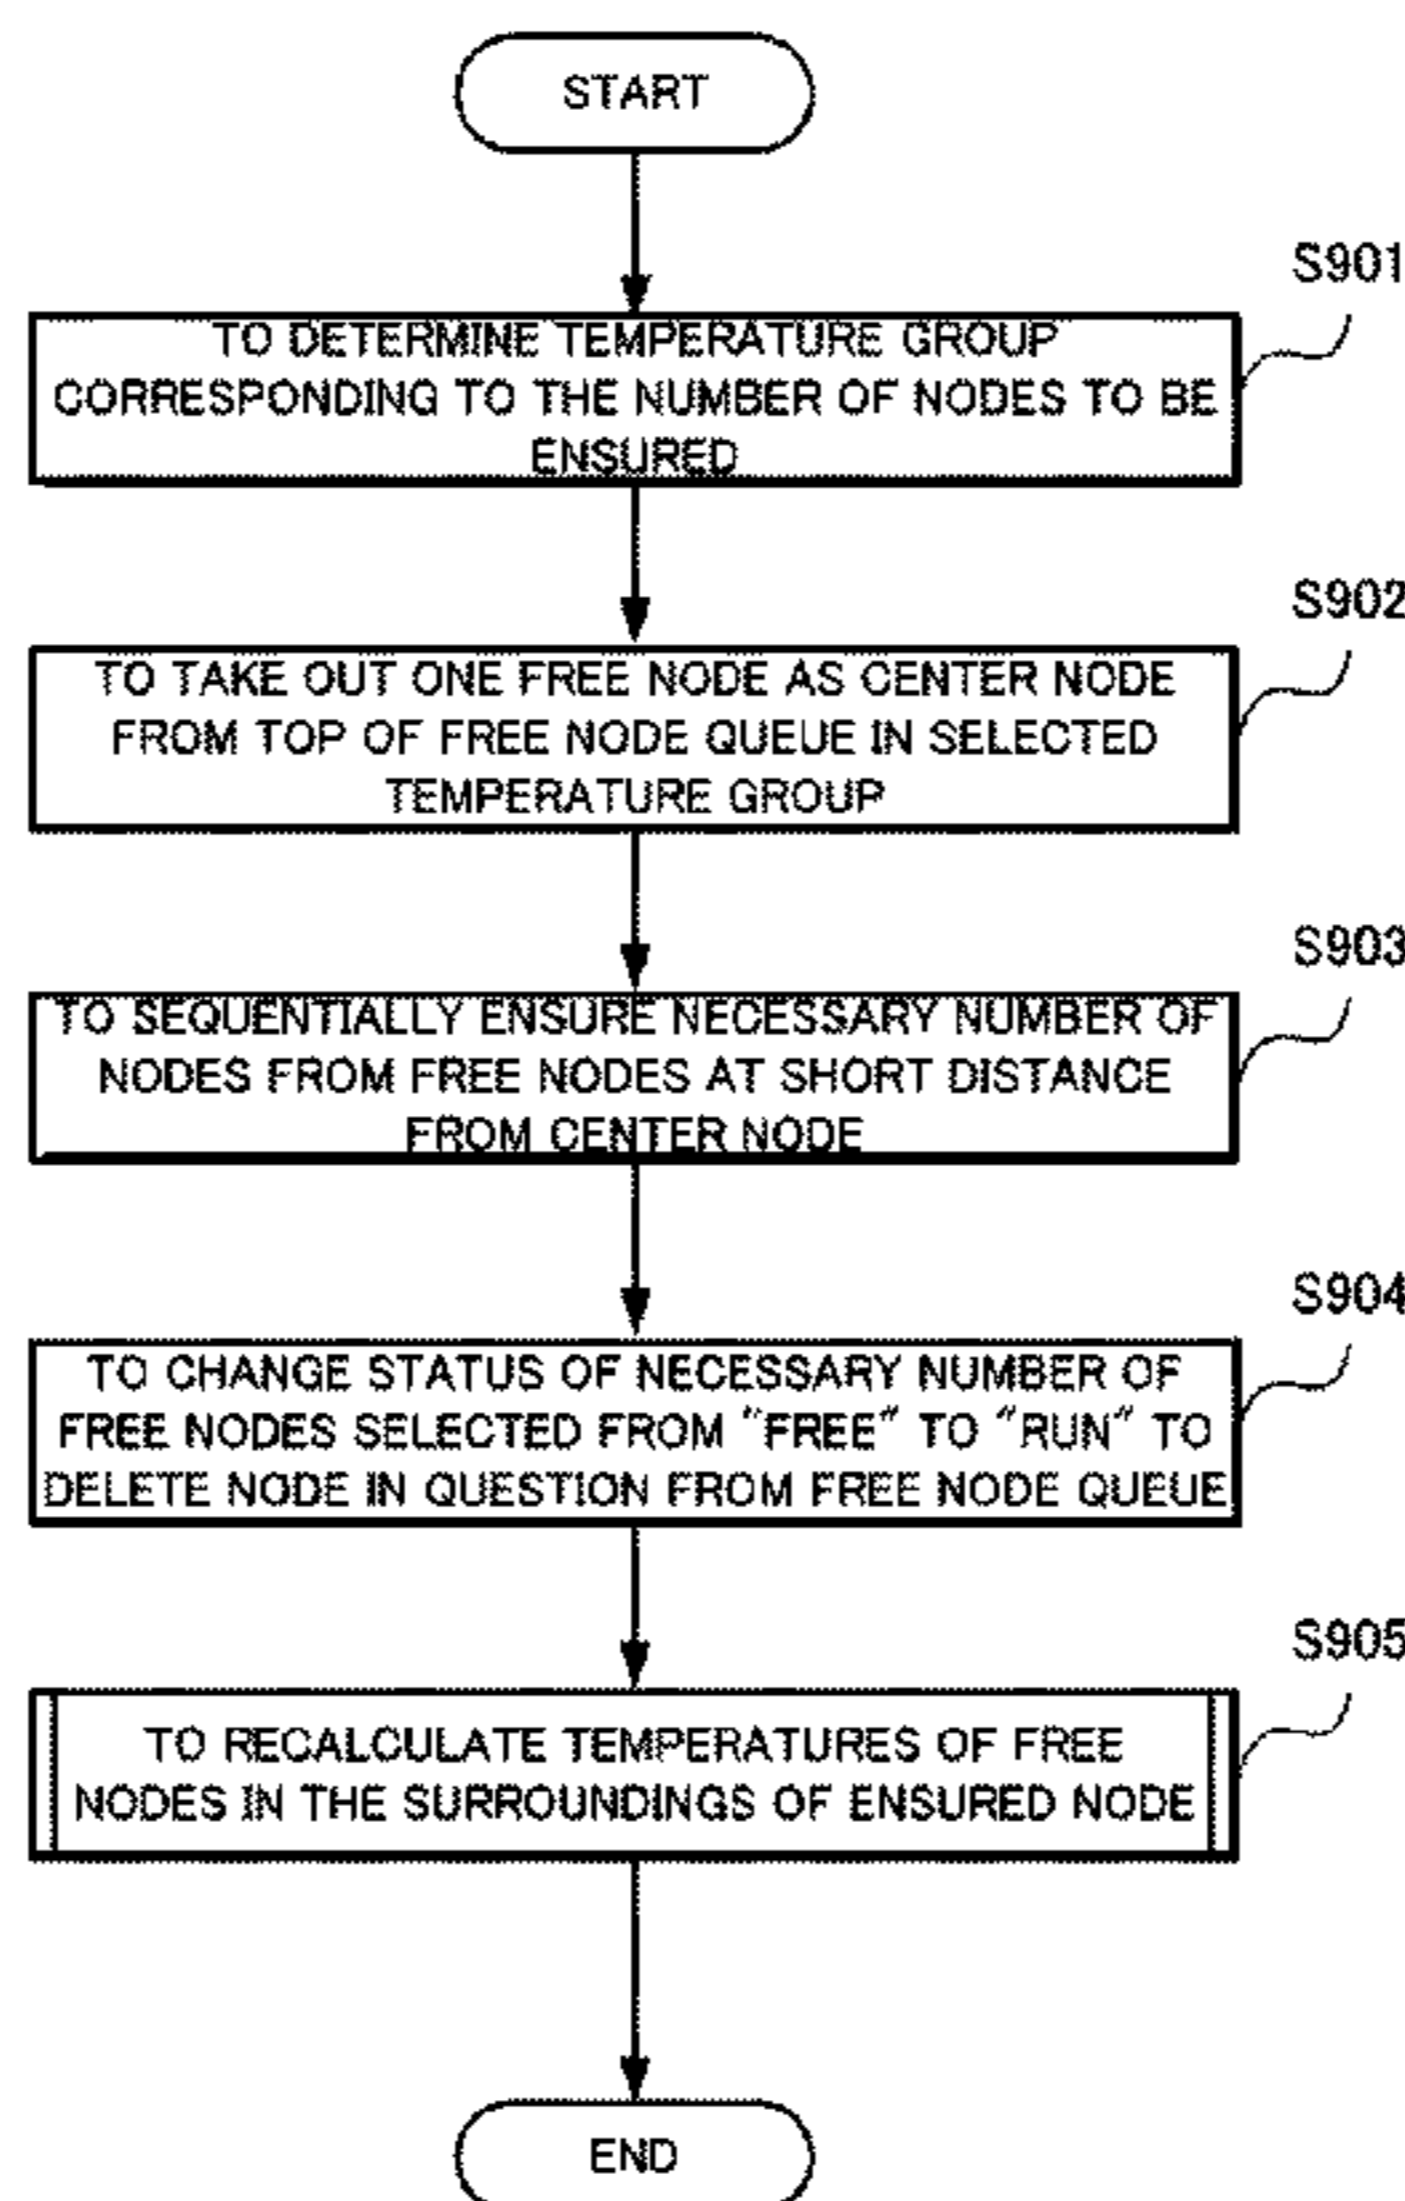 START
S901
TO DETERMINE TEMPERATURE GROUP
CORRESPONDING TO THE NUMBER OF NODES TO BE
ENSURED
S902
TO TAKE OUT ONE FREE NODE AS CENTER NODE
FROM TOP OF FREE NODE QUEUE IN SELECTED
TEMPERATURE GROUP
S903
TO SEQUENTIALLY ENSURE NECESSARY NUMBER OF
NODES FROM FREE NODES AT SHORT DISTANCE
FROM CENTER NODE
S904
TO CHANGE STATUS OF NECESSARY NUMBER OF
FREE NODES SELECTED FROM "FREE" TO "RUN" TO
DELETE NODE IN QUESTION FROM FREE NODE QUEUE
S905
TO RECALCULATE TEMPERATURES OF FREE
NODES IN THE SURROUNDINGS OF ENSURED NODE
END